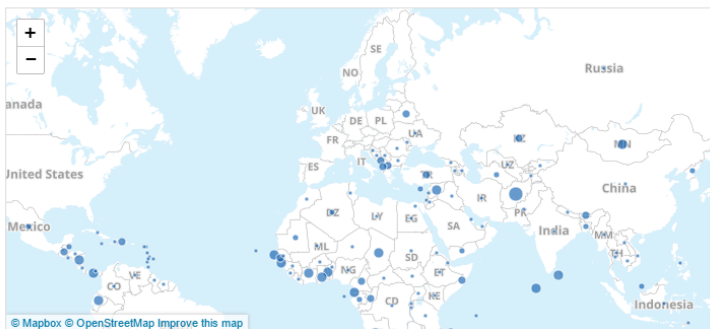 +
−
SE
NO
Russia
anada
UK
DE
PL
FR
UA
KZ
MN
IT
ES
UZ
United States
TR
China
IR
PK
DZ
LY
EG
SA
India
Mexico
ML
MM
NG
SD
TH
VE
ET
CO
CD
KE
Indonesia
© Mapbox © OpenStreetMap Improve this map